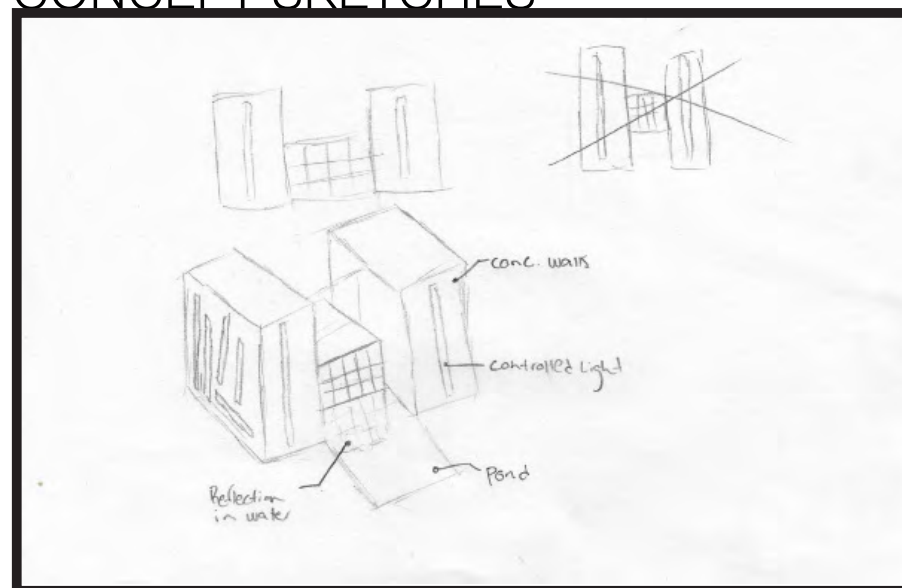 CONCEPT SKETCHES
conc. walls
controlled light
Pond
Reflection
in water